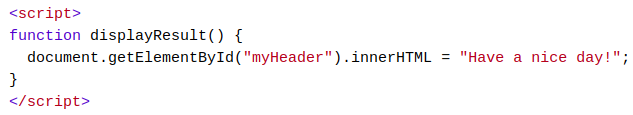 <script>
function displayResult() {
  document.getElementById("myHeader").innerHTML = "Have a nice day!";
}
</script>